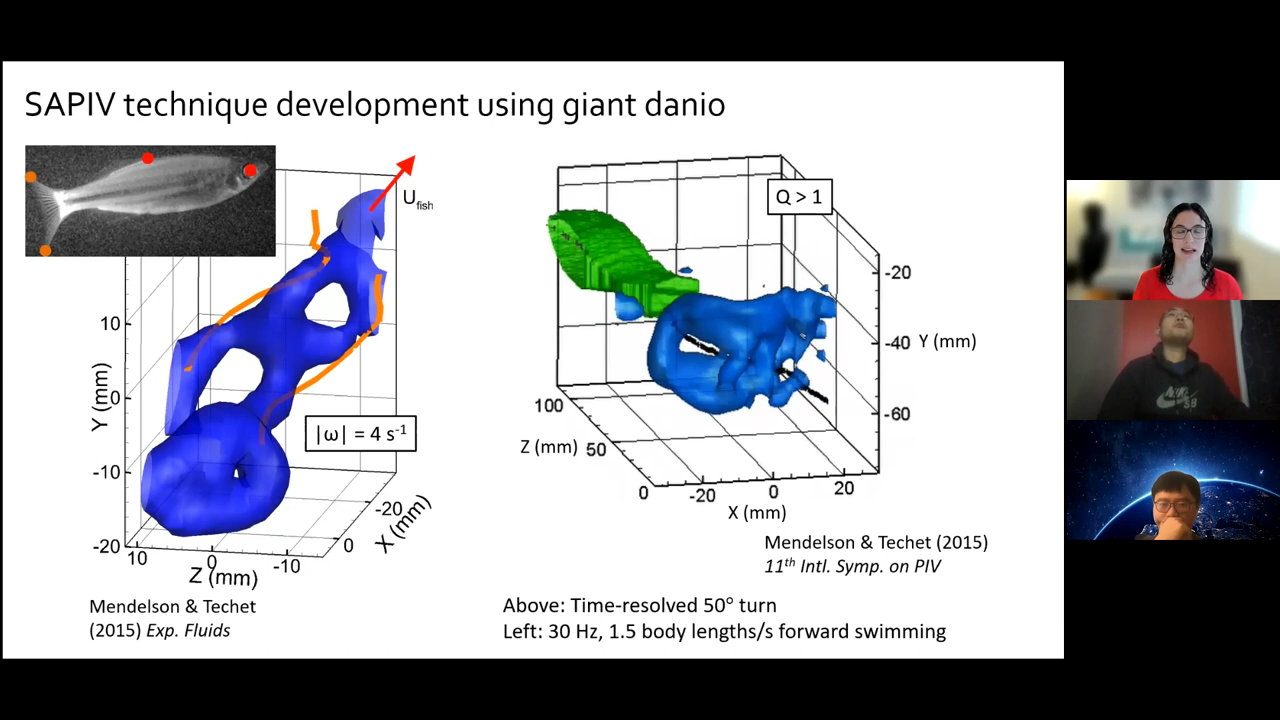 SAPIV technique development using giant danio
U fish
Q > 1
10
0
-10
-20
Y (mm)
|ω| = 4 s-1
10
0
-10
Z (mm)
-20
0
X (mm)
-20
-40
-60
Y (mm)
100
50
0
Z (mm)
-20
0
20
X (mm)
Mendelson & Techet
(2015) Exp. Fluids
Mendelson & Techet (2015)
11th Intl. Symp. on PIV
Above: Time-resolved 50° turn
Left: 30 Hz, 1.5 body lengths/s forward swimming
NIKE
SB